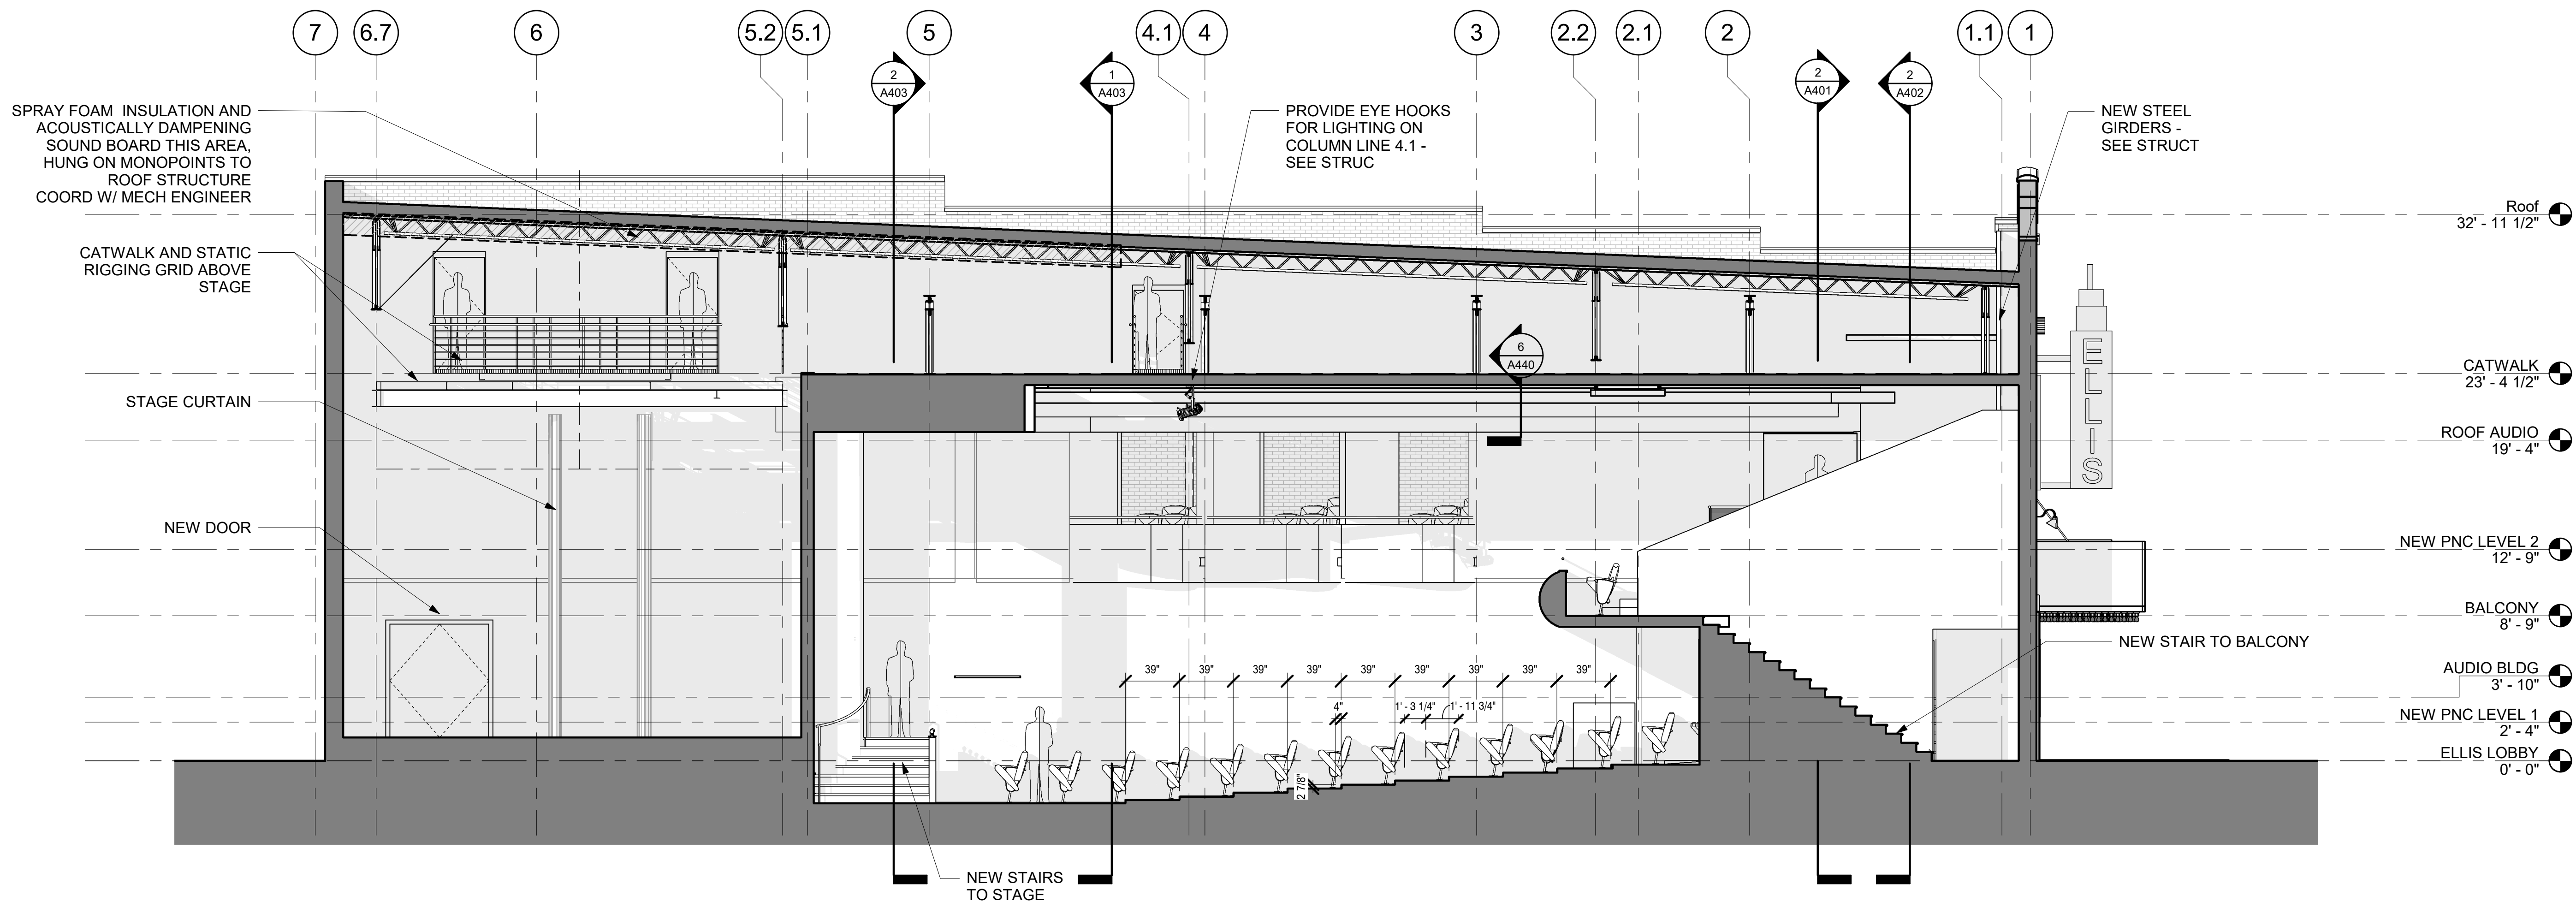 7
6.7
6
5.2
5.1
5
4.1
4
3
2.2
2.1
2
1.1
1
2
A403
1
A403
2
A401
2
A402
SPRAY FOAM INSULATION AND
ACOUSTICALLY DAMPENING
SOUND BOARD THIS AREA,
HUNG ON MONOPOINTS TO
ROOF STRUCTURE
COORD W/ MECH ENGINEER
PROVIDE EYE HOOKS
FOR LIGHTING ON
COLUMN LINE 4.1 -
SEE STRUC
NEW STEEL
GIRDERS -
SEE STRUCT
Roof
32' - 11 1/2"
CATWALK AND STATIC
RIGGING GRID ABOVE
STAGE
6
A440
ELLIS
CATWALK
23' - 4 1/2"
STAGE CURTAIN
ROOF AUDIO
19' - 4"
NEW DOOR
NEW PNC LEVEL 2
12' - 9"
BALCONY
8' - 9"
NEW STAIR TO BALCONY
39"
39"
39"
39"
39"
39"
39"
39"
39"
AUDIO BLDG
3' - 10"
4"
1' - 3 1/4"
1' - 11 3/4"
NEW PNC LEVEL 1
2' - 4"
ELLIS LOBBY
0' - 0"
2 7/8"
NEW STAIRS
TO STAGE